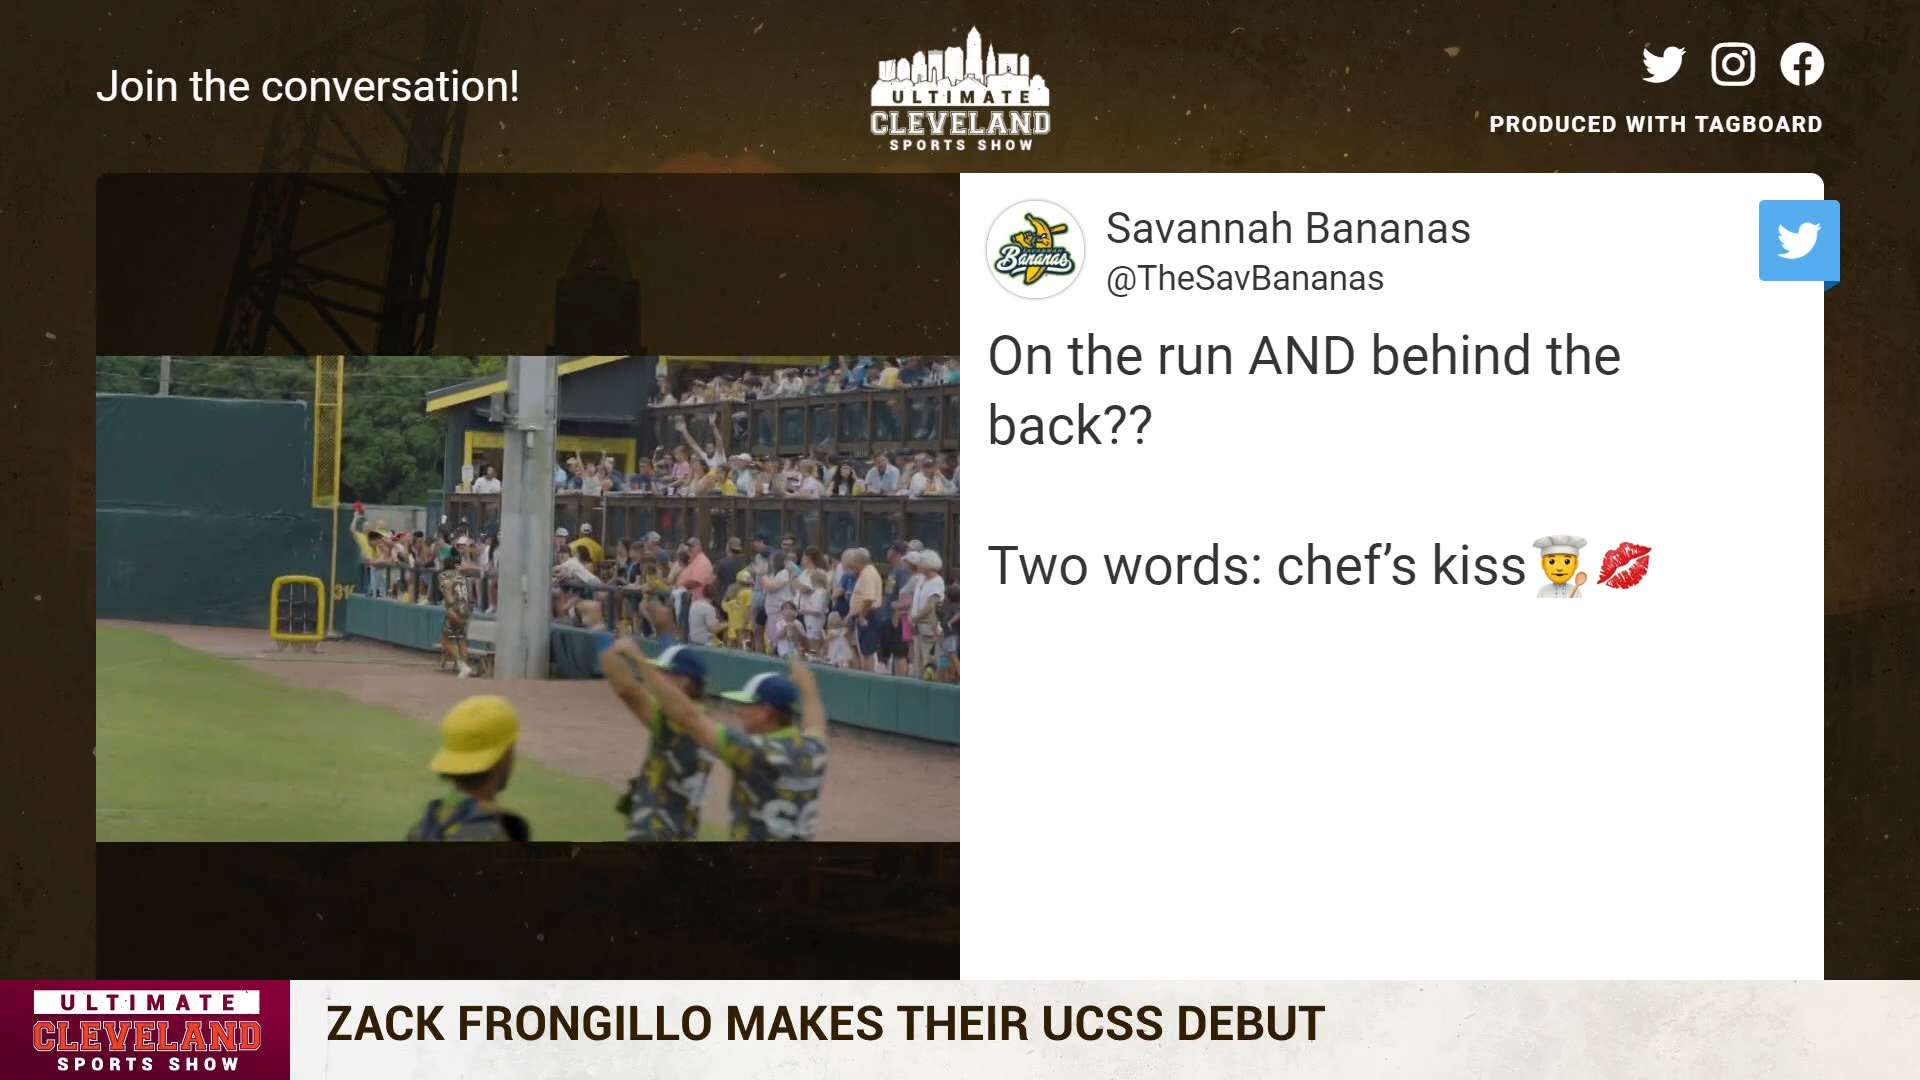 Join the conversation!
ULTIMATE
CLEVELAND
SPORTS SHOW
PRODUCED WITH TAGBOARD
Bananas
Savannah Bananas
@TheSavBananas
On the run AND behind the
back??
Two words: chef’s kiss👨‍🍳💋
ULTIMATE
CLEVELAND
SPORTS SHOW
ZACK FRONGILLO MAKES THEIR UCSS DEBUT